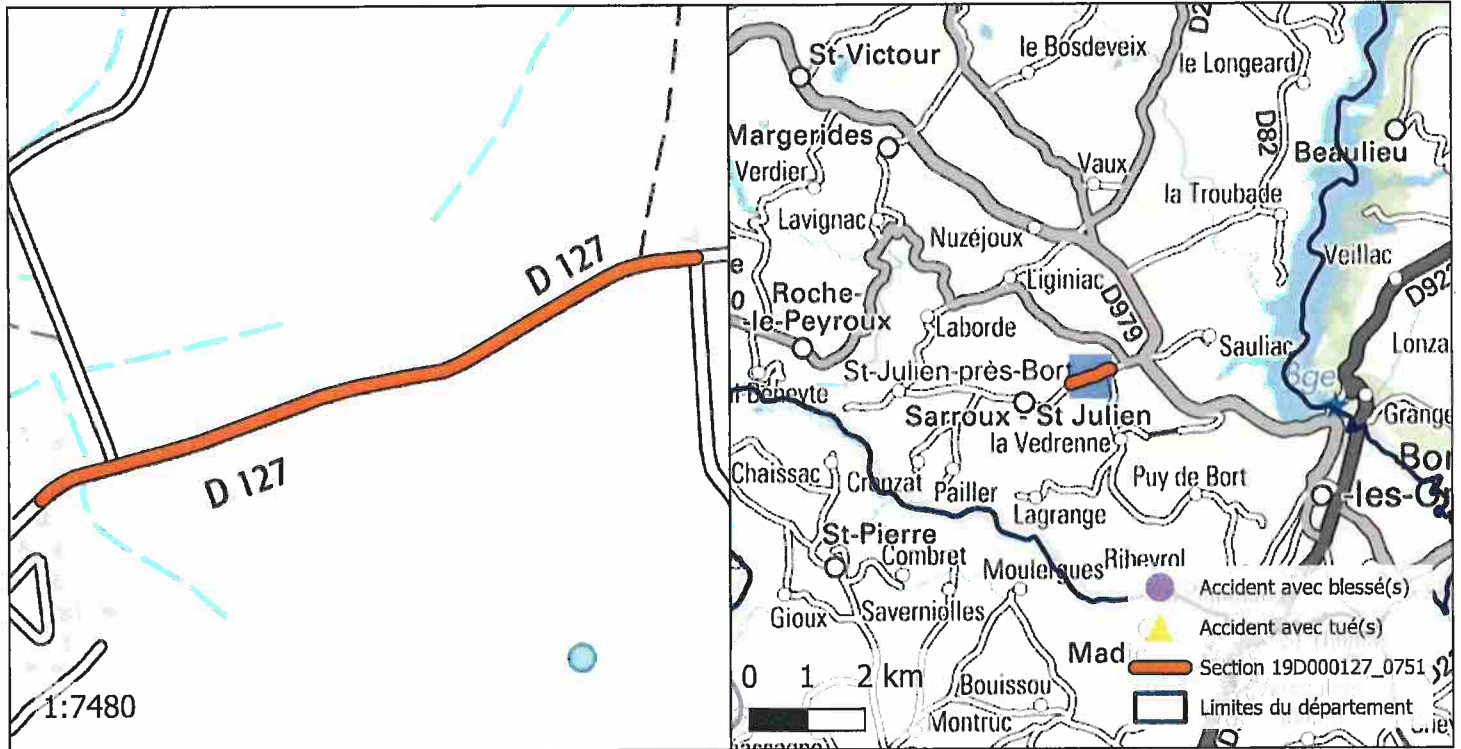 D 127
D 127
1:7480
St-Victour
le Bosdeveix
le Longeard
Margerides
D82
Beaulieu
Verdier
Vaux
la Troubade
Lavignac
Nuzéjoux
Veillac
Liginiac
D979
Roche-
-le-Peyroux
Laborde
Sauliac
St-Julien-près-Bort
Sarroux - St Julien
la Vedrenne
Chaissac
Pailler
Puy de Bort
Lagrange
-les-
St-Pierre
Combret
Moulergues
Gioux
Saverniolles
Mad
Bouissou
Montruc
0 1 2 km
Accident avec blessé(s)
Accident avec tué(s)
Section 19D000127_0751
Limites du département